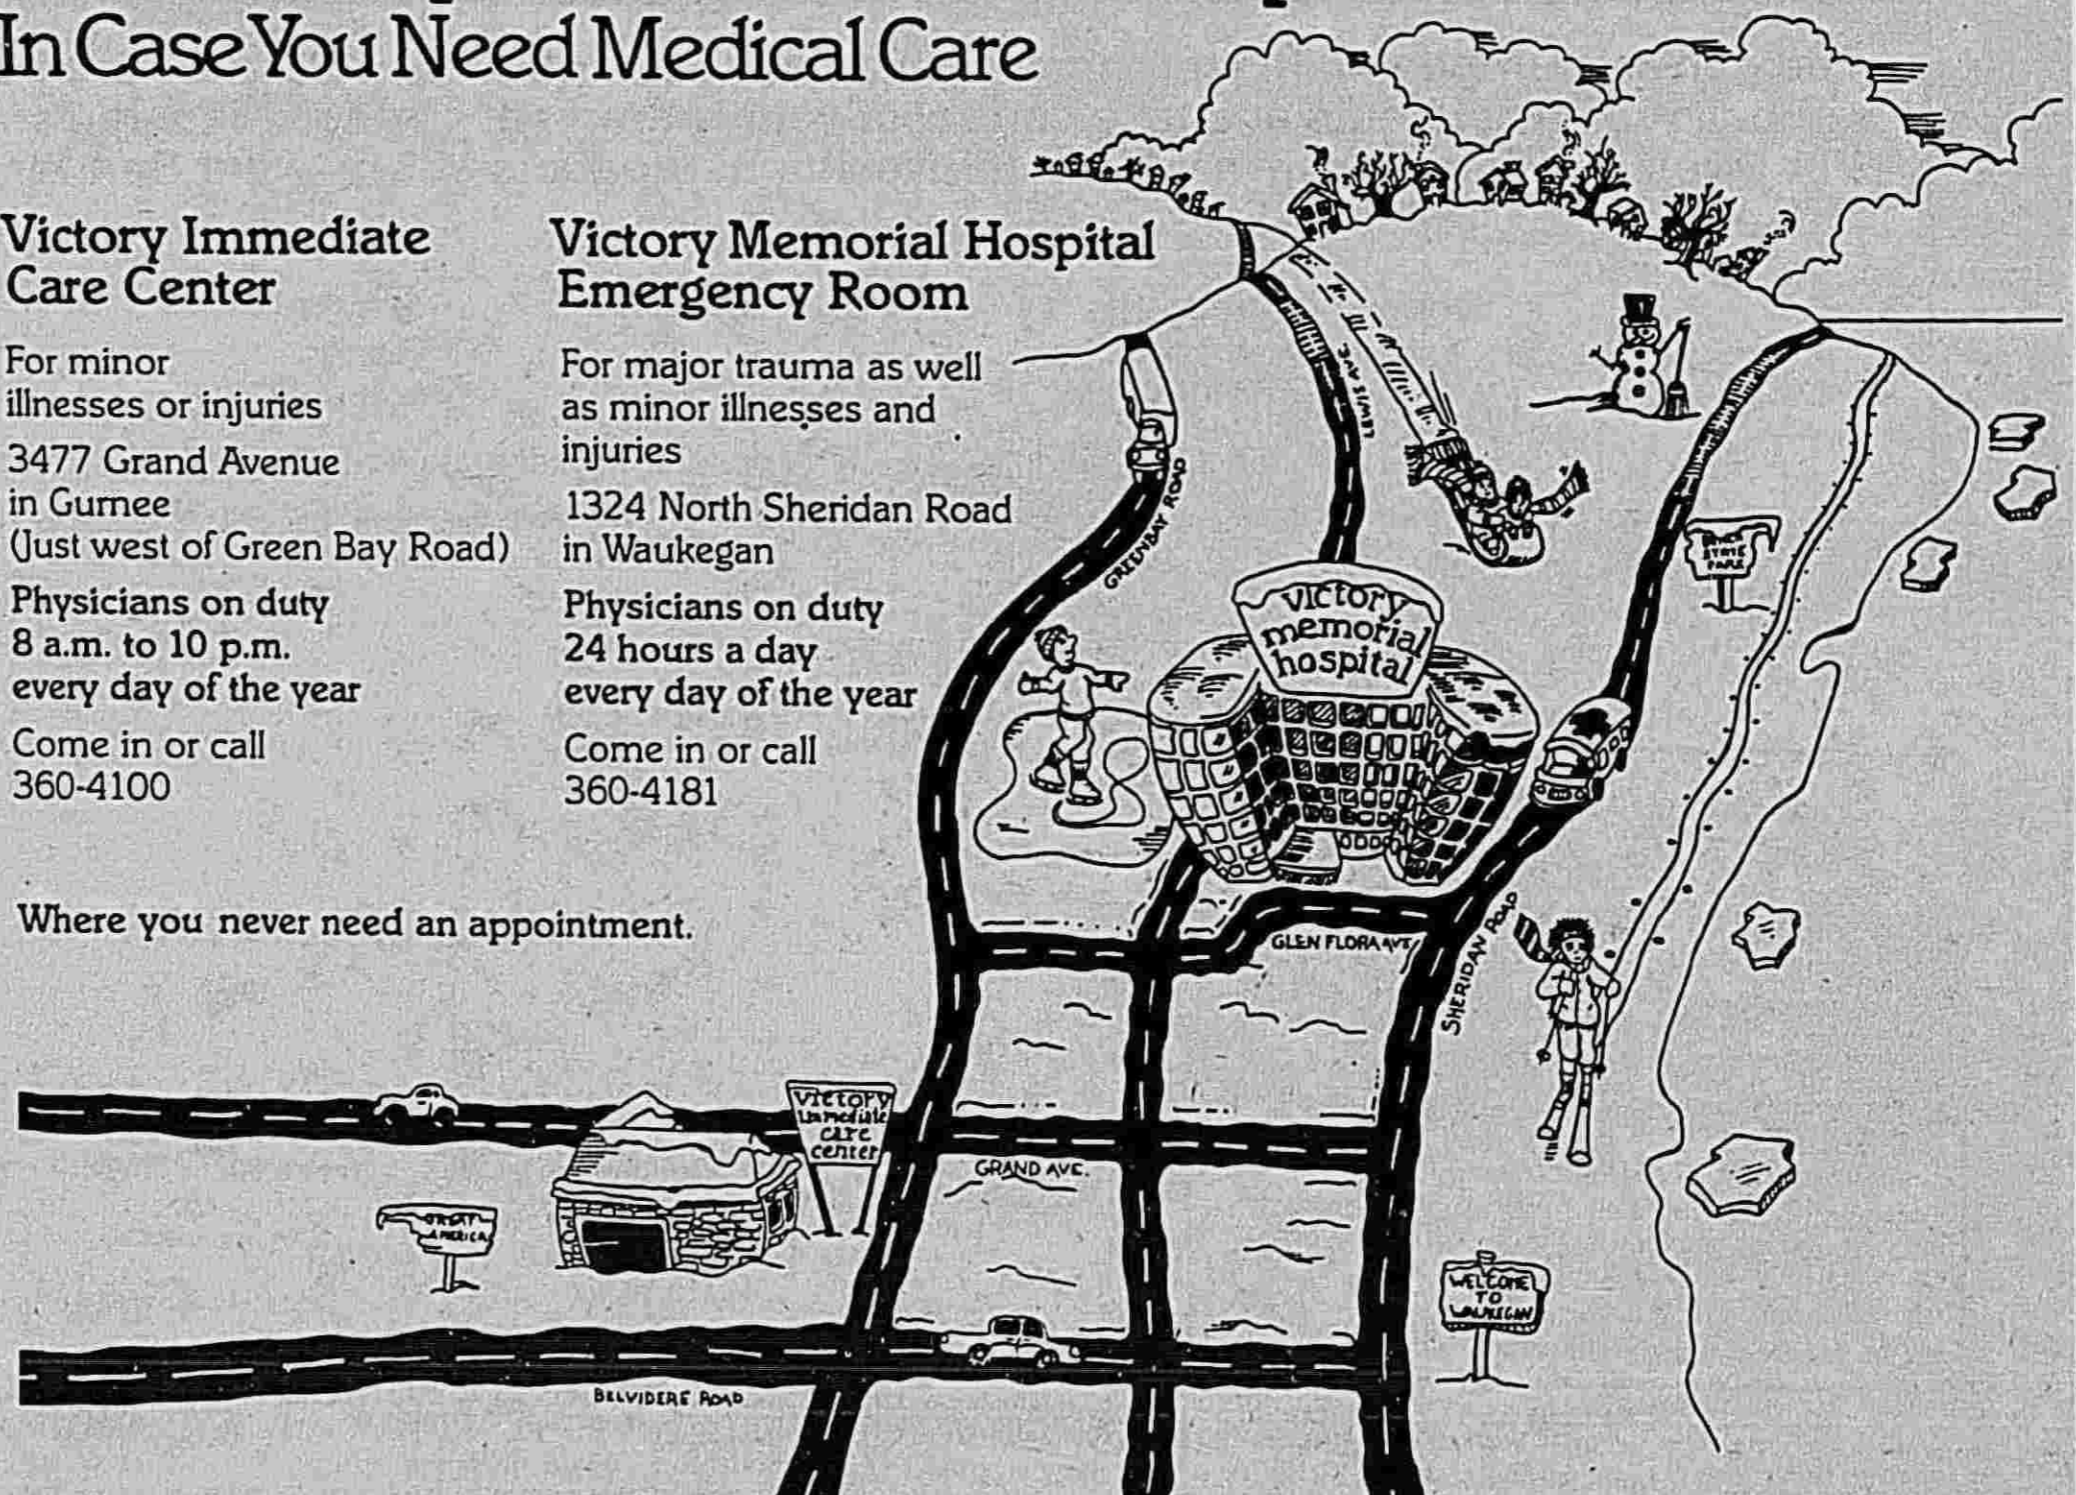 In Case You Need Medical Care
Victory Immediate
Care Center
For minor
illnesses or injuries
3477 Grand Avenue
in Gurnee
(Just west of Green Bay Road)
Physicians on duty
8 a.m. to 10 p.m.
every day of the year
Come in or call
360-4100
Victory Memorial Hospital
Emergency Room
For major trauma as well
as minor illnesses and
injuries
1324 North Sheridan Road
in Waukegan
Physicians on duty
24 hours a day
every day of the year
Come in or call
360-4181
Where you never need an appointment.
LEWIS AVE.
GREENBAY ROAD
STATE
PARK
victory
memorial
hospital
GLEN FLORA AVE
SHERIDAN ROAD
victory
immediate
care
center
GRAND AVE.
GREAT
AMERICA
WELCOME
TO
WAUKEGAN
BELVIDERE ROAD